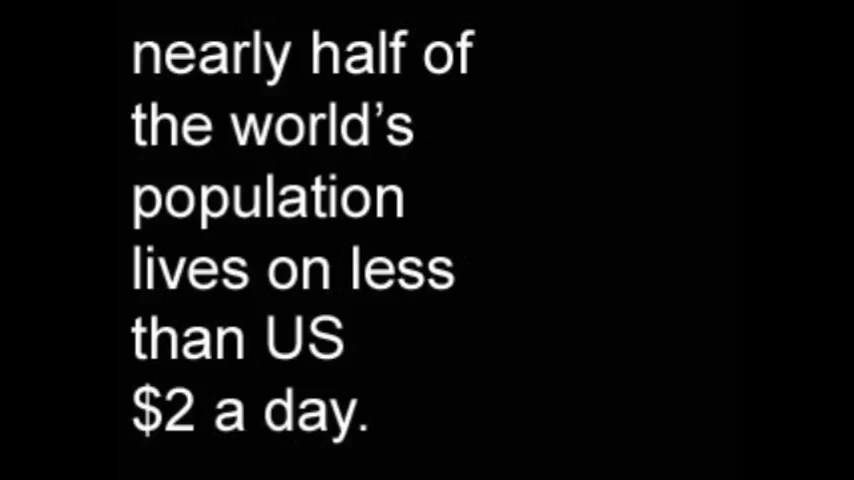 nearly half of
the world’s
population
lives on less
than US
$2 a day.